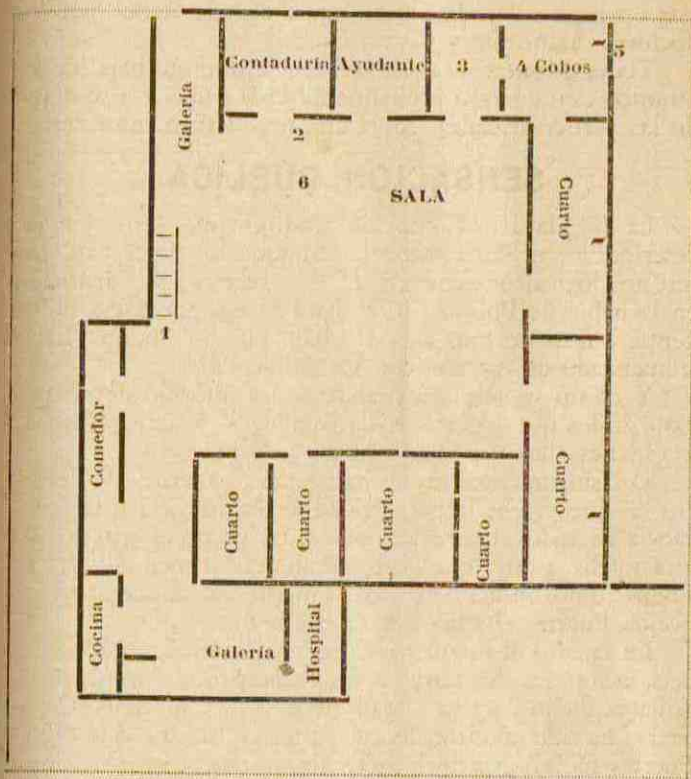 Contaduría Ayudante 3 4 Cobos 5
Galería
2
6 SALA
Cuarto
1
Comedor
Cuarto
Cuarto
Cuarto
Cuarto
Cuarto
Cocina
Galería
Hospital